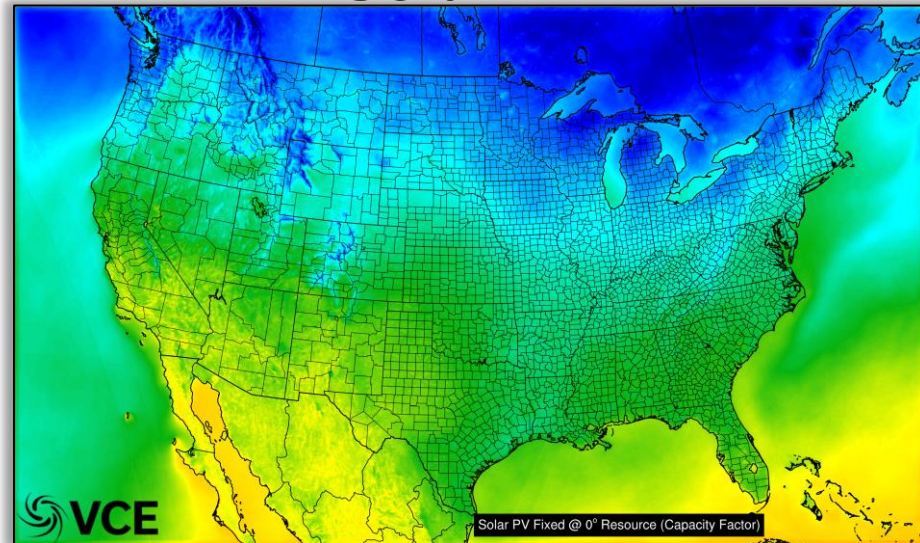 VCE
Solar PV Fixed @ 0° Resource (Capacity Factor)